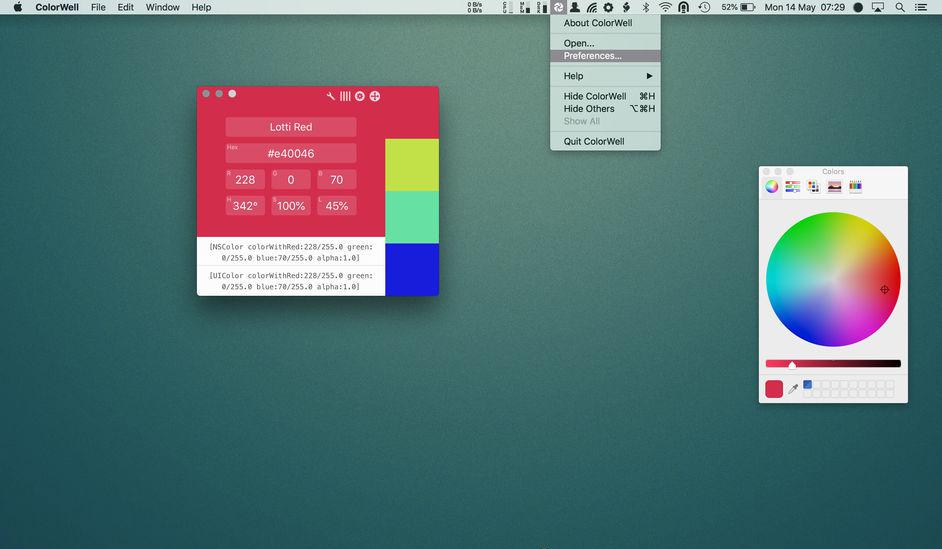 ColorWell File Edit Window Help
0 B/s
0 B/s
52% Mon 14 May 07:29
About ColorWell
Open...
Preferences...
Help
Hide ColorWell ⌘H
Hide Others ⌥⌘H
Show All
Quit ColorWell
Lotti Red
Hex
#e40046
R 228 G 0 B 70
H 342° S 100% L 45%
[NSColor colorWithRed:228/255.0 green:
0/255.0 blue:70/255.0 alpha:1.0]
[UIColor colorWithRed:228/255.0 green:
0/255.0 blue:70/255.0 alpha:1.0]
Colors